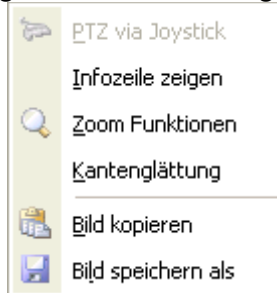 PTZ via Joystick
Infozeile zeigen
Zoom Funktionen
Kantenglättung
Bild kopieren
Bild speichern als